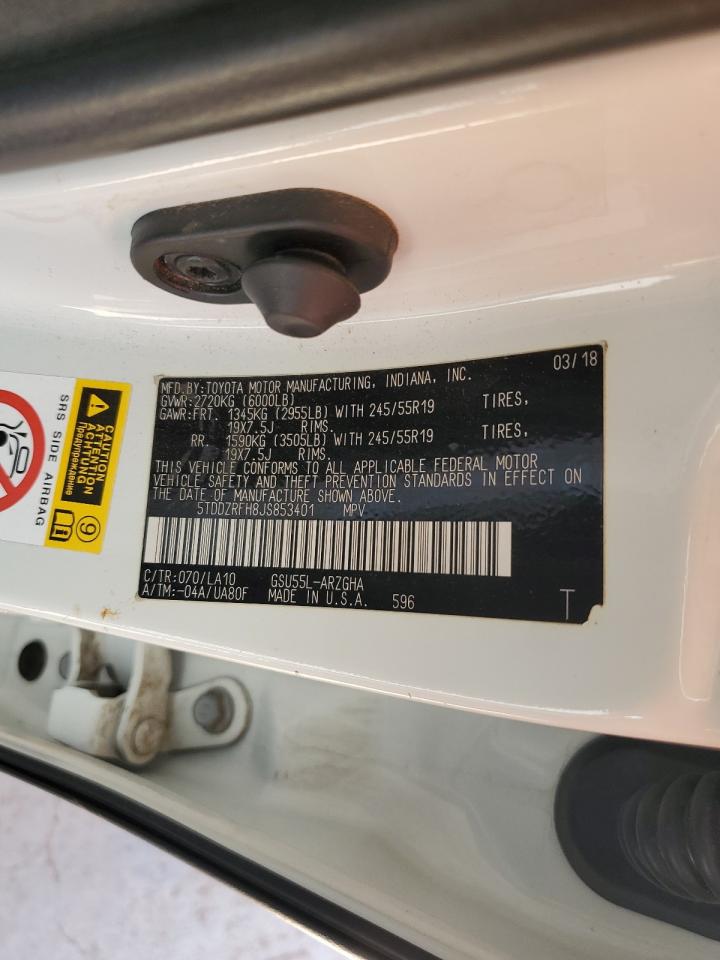 MFD.BY:TOYOTA MOTOR MANUFACTURING, INDIANA, INC. 03/18
GVWR:2720KG (6000LB)
GAWR:FRT. 1345KG (2955LB) WITH 245/55R19 TIRES,
19X7.5J RIMS.
RR. 1590KG (3505LB) WITH 245/55R19 TIRES,
19X7.5J RIMS.
THIS VEHICLE CONFORMS TO ALL APPLICABLE FEDERAL MOTOR
VEHICLE SAFETY AND THEFT PREVENTION STANDARDS IN EFFECT ON THE
DATE OF MANUFACTURE SHOWN ABOVE.
5TDDZRFH8JS853401 MPV
C/TR:070/LA10 GSU55L-ARZGHA
A/TM:-04A/UA80F MADE IN U.S.A. 596 T
SRS SIDE AIRBAG
CAUTION
ATTENTION
ACHTUNG
Предупреждение
9